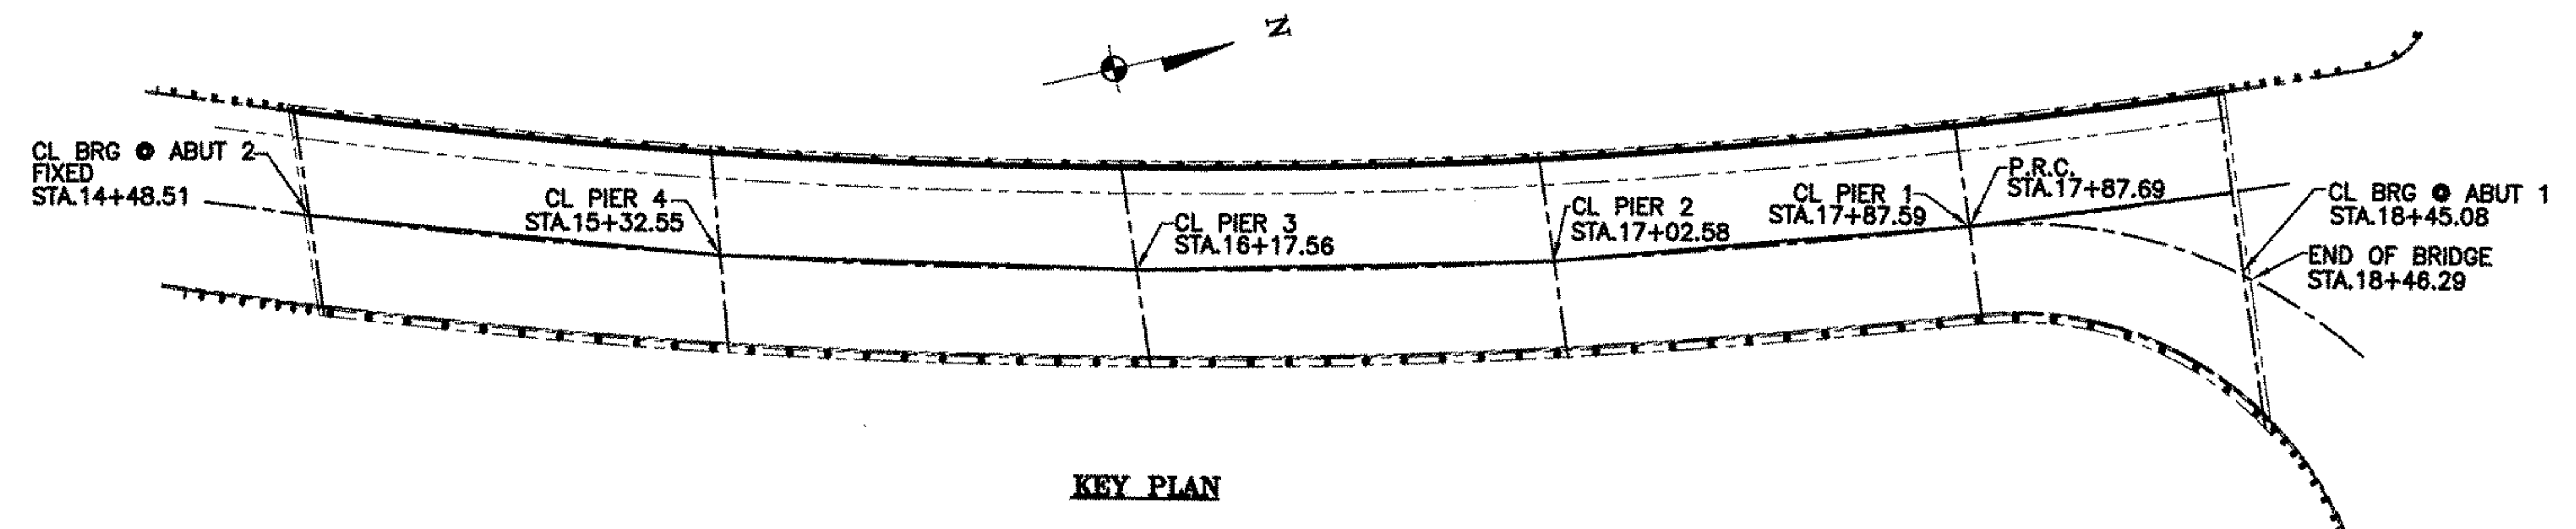 N
CL BRG @ ABUT 2
FIXED
STA.14+48.51
CL PIER 4
STA.15+32.55
CL PIER 3
STA.16+17.56
CL PIER 2
STA.17+02.58
CL PIER 1
STA.17+87.59
P.R.C.
STA.17+87.69
CL BRG @ ABUT 1
STA.18+45.08
END OF BRIDGE
STA.18+46.29
KEY PLAN